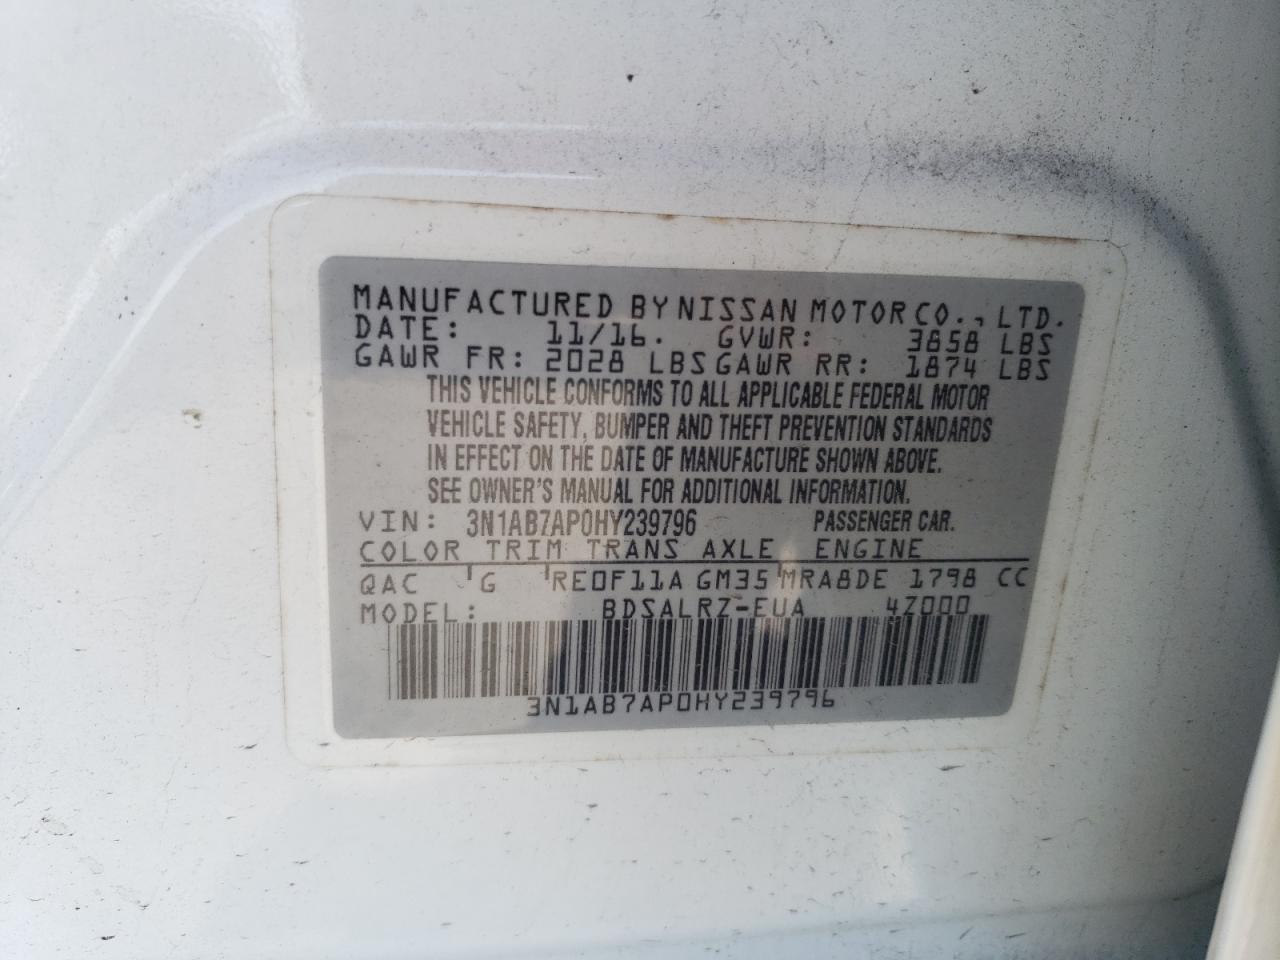 MANUFACTURED BY NISSAN MOTOR CO., LTD.
DATE: 11/16. GVWR: 3858 LBS
GAWR FR: 2028 LBS GAWR RR: 1874 LBS
THIS VEHICLE CONFORMS TO ALL APPLICABLE FEDERAL MOTOR
VEHICLE SAFETY, BUMPER AND THEFT PREVENTION STANDARDS
IN EFFECT ON THE DATE OF MANUFACTURE SHOWN ABOVE.
SEE OWNER'S MANUAL FOR ADDITIONAL INFORMATION.
VIN: 3N1AB7AP0HY239796 PASSENGER CAR.
COLOR TRIM TRANS AXLE ENGINE
QAC G RE0F11A GM35 MRA8DE 1798 CC
MODEL: BDSALRZ-EUA 4Z000
3N1AB7AP0HY239796